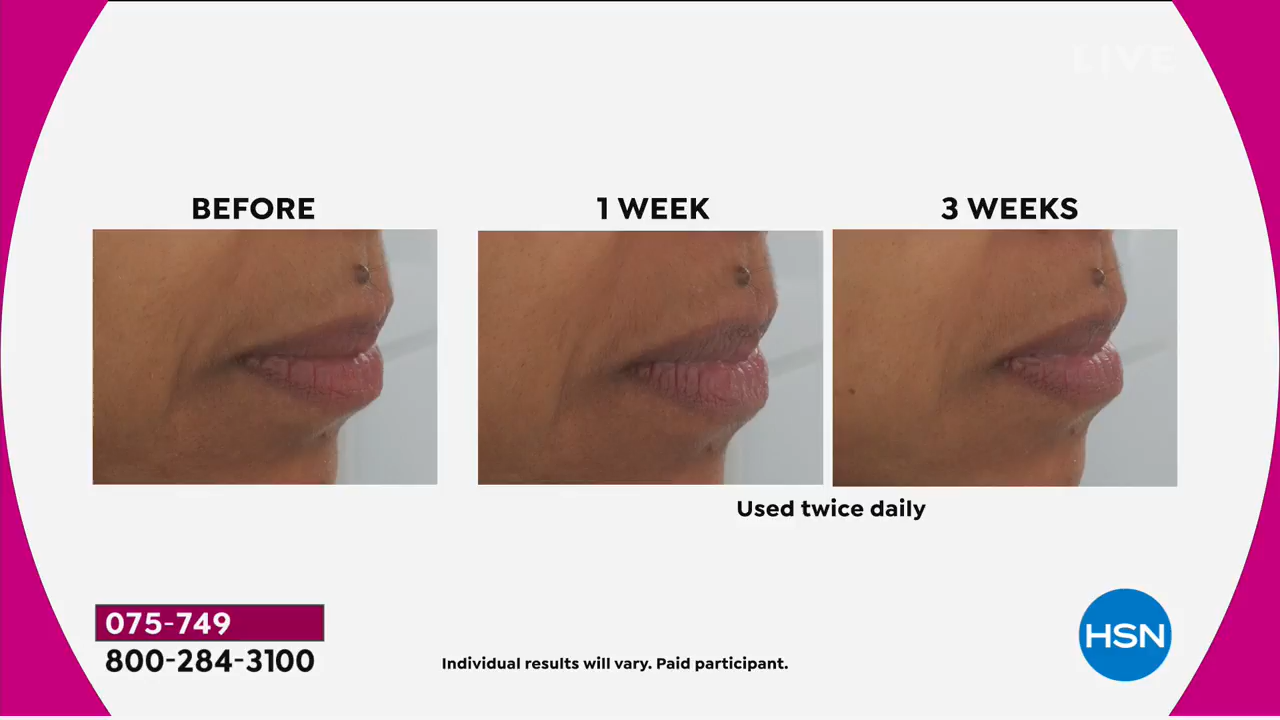 LIVE
BEFORE
1 WEEK
3 WEEKS
Used twice daily
075-749
800-284-3100
Individual results will vary. Paid participant.
HSN